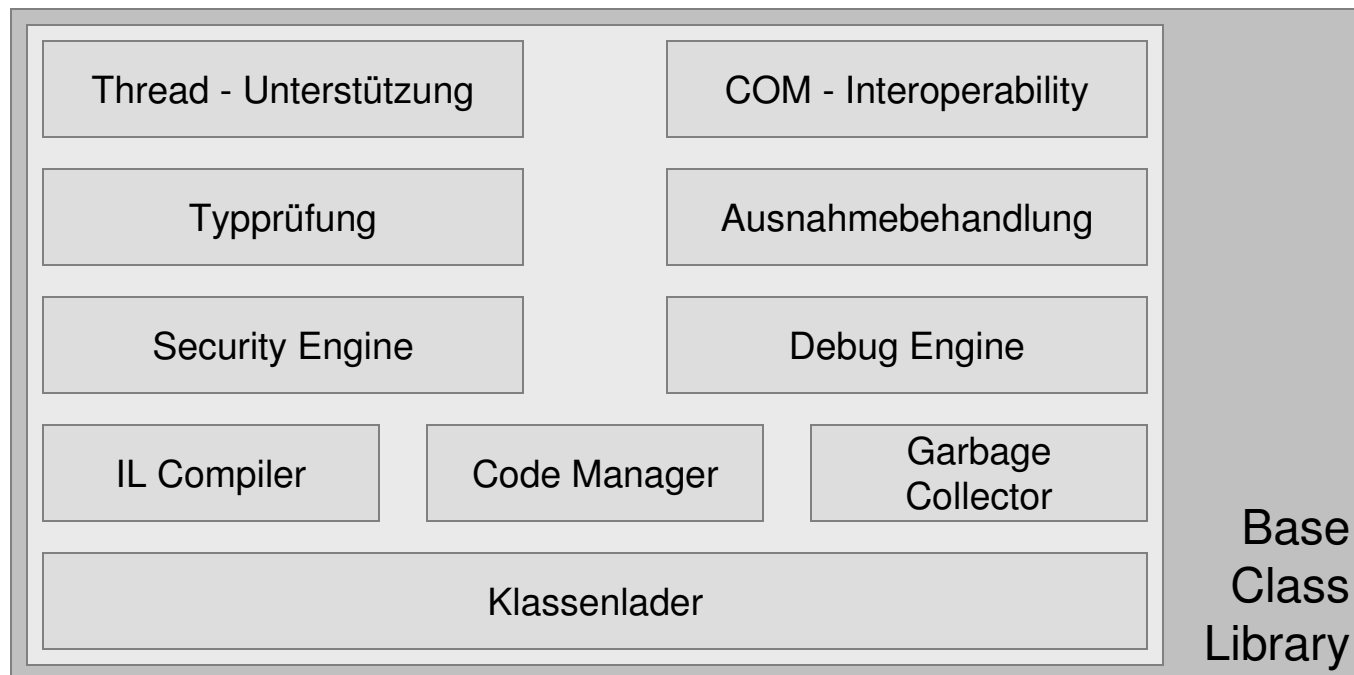 Thread - Unterstützung
COM - Interoperability
Typprüfung
Ausnahmebehandlung
Security Engine
Debug Engine
IL Compiler
Code Manager
Garbage
Collector
Klassenlader
Base
Class
Library